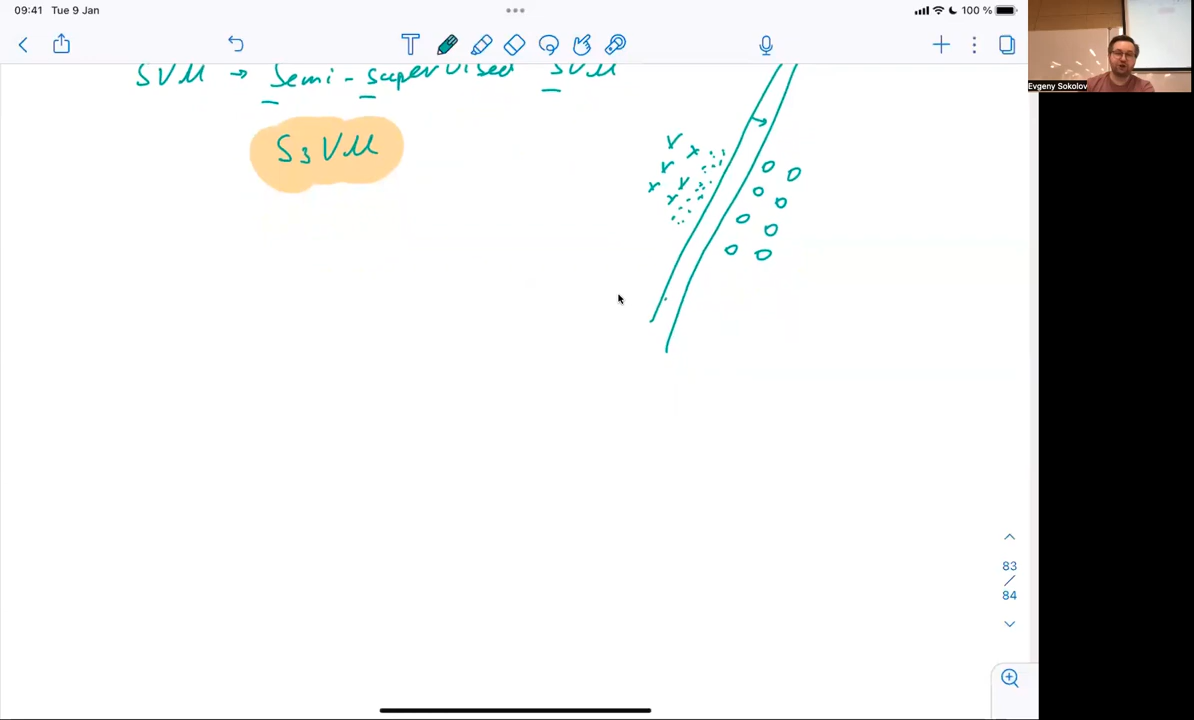 09:41 Tue 9 Jan
100 %
T
Evgeny Sokolov
SVM → Semi-supervised SVM
S3VM
83
/
84